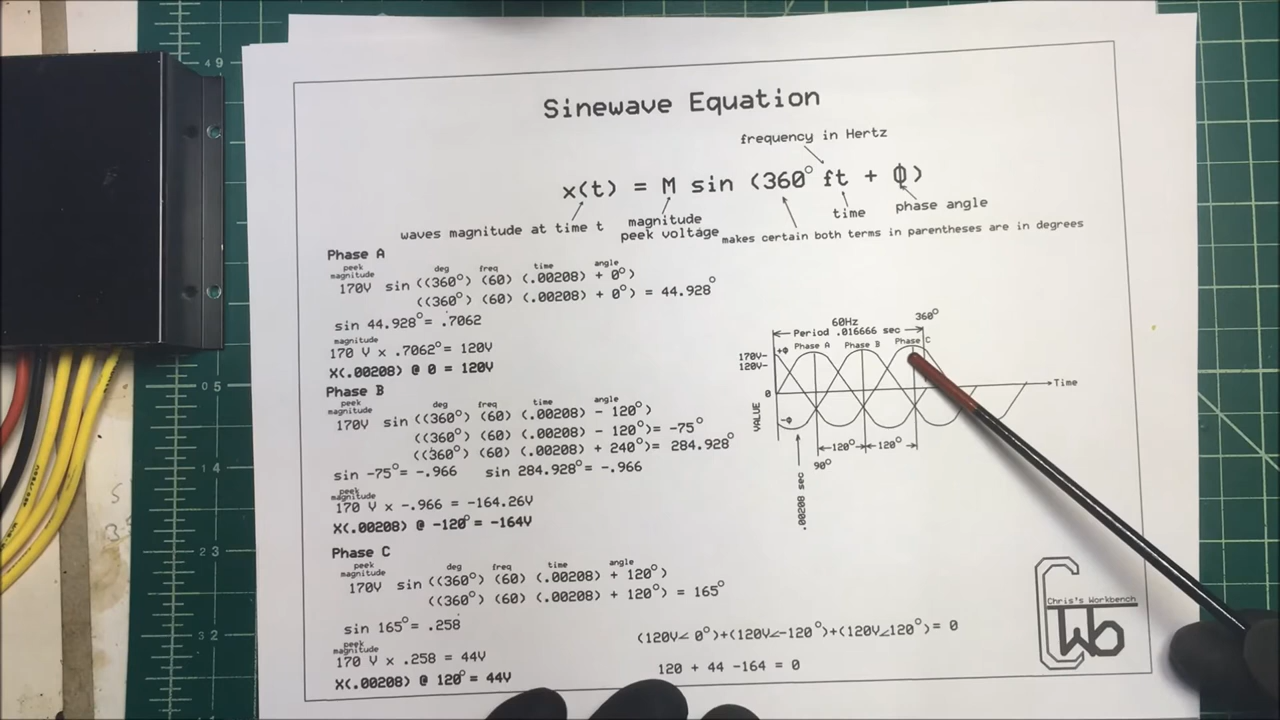 Sinewave Equation
frequency in Hertz
x(t) = M sin (360° ft + Φ)
waves magnitude at time t
magnitude
peek voltage
time
phase angle
makes certain both terms in parentheses are in degrees
Phase A
peek
magnitude
deg freq time angle
170V sin ((360°) (60) (.00208) + 0°)
((360°) (60) (.00208) + 0°) = 44.928°
sin 44.928°= .7062
magnitude
170 V x .7062°= 120V
X(.00208) @ 0 = 120V
Phase B
peek
magnitude
deg freq time angle
170V sin ((360°) (60) (.00208) - 120°)
((360°) (60) (.00208) - 120°)= -75°
((360°) (60) (.00208) + 240°)= 284.928°
sin -75°= -.966 sin 284.928°= -.966
peek
magnitude
170 V x -.966 = -164.26V
X(.00208) @ -120°= -164V
Phase C
peek
magnitude
deg freq time angle
170V sin ((360°) (60) (.00208) + 120°)
((360°) (60) (.00208) + 120°) = 165°
sin 165°= .258
peek
magnitude
170 V x .258 = 44V
X(.00208) @ 120°= 44V
60Hz
360°
Period .016666 sec
+Φ Phase A Phase B Phase C
170V-
120V-
0
Time
VALUE
-Φ
120° 120°
90°
.00208 sec
(120V∠ 0°)+(120V∠-120°)+(120V∠120°)= 0
120 + 44 -164 = 0
Chris's Workbench
CWb
49
05
14
23
32